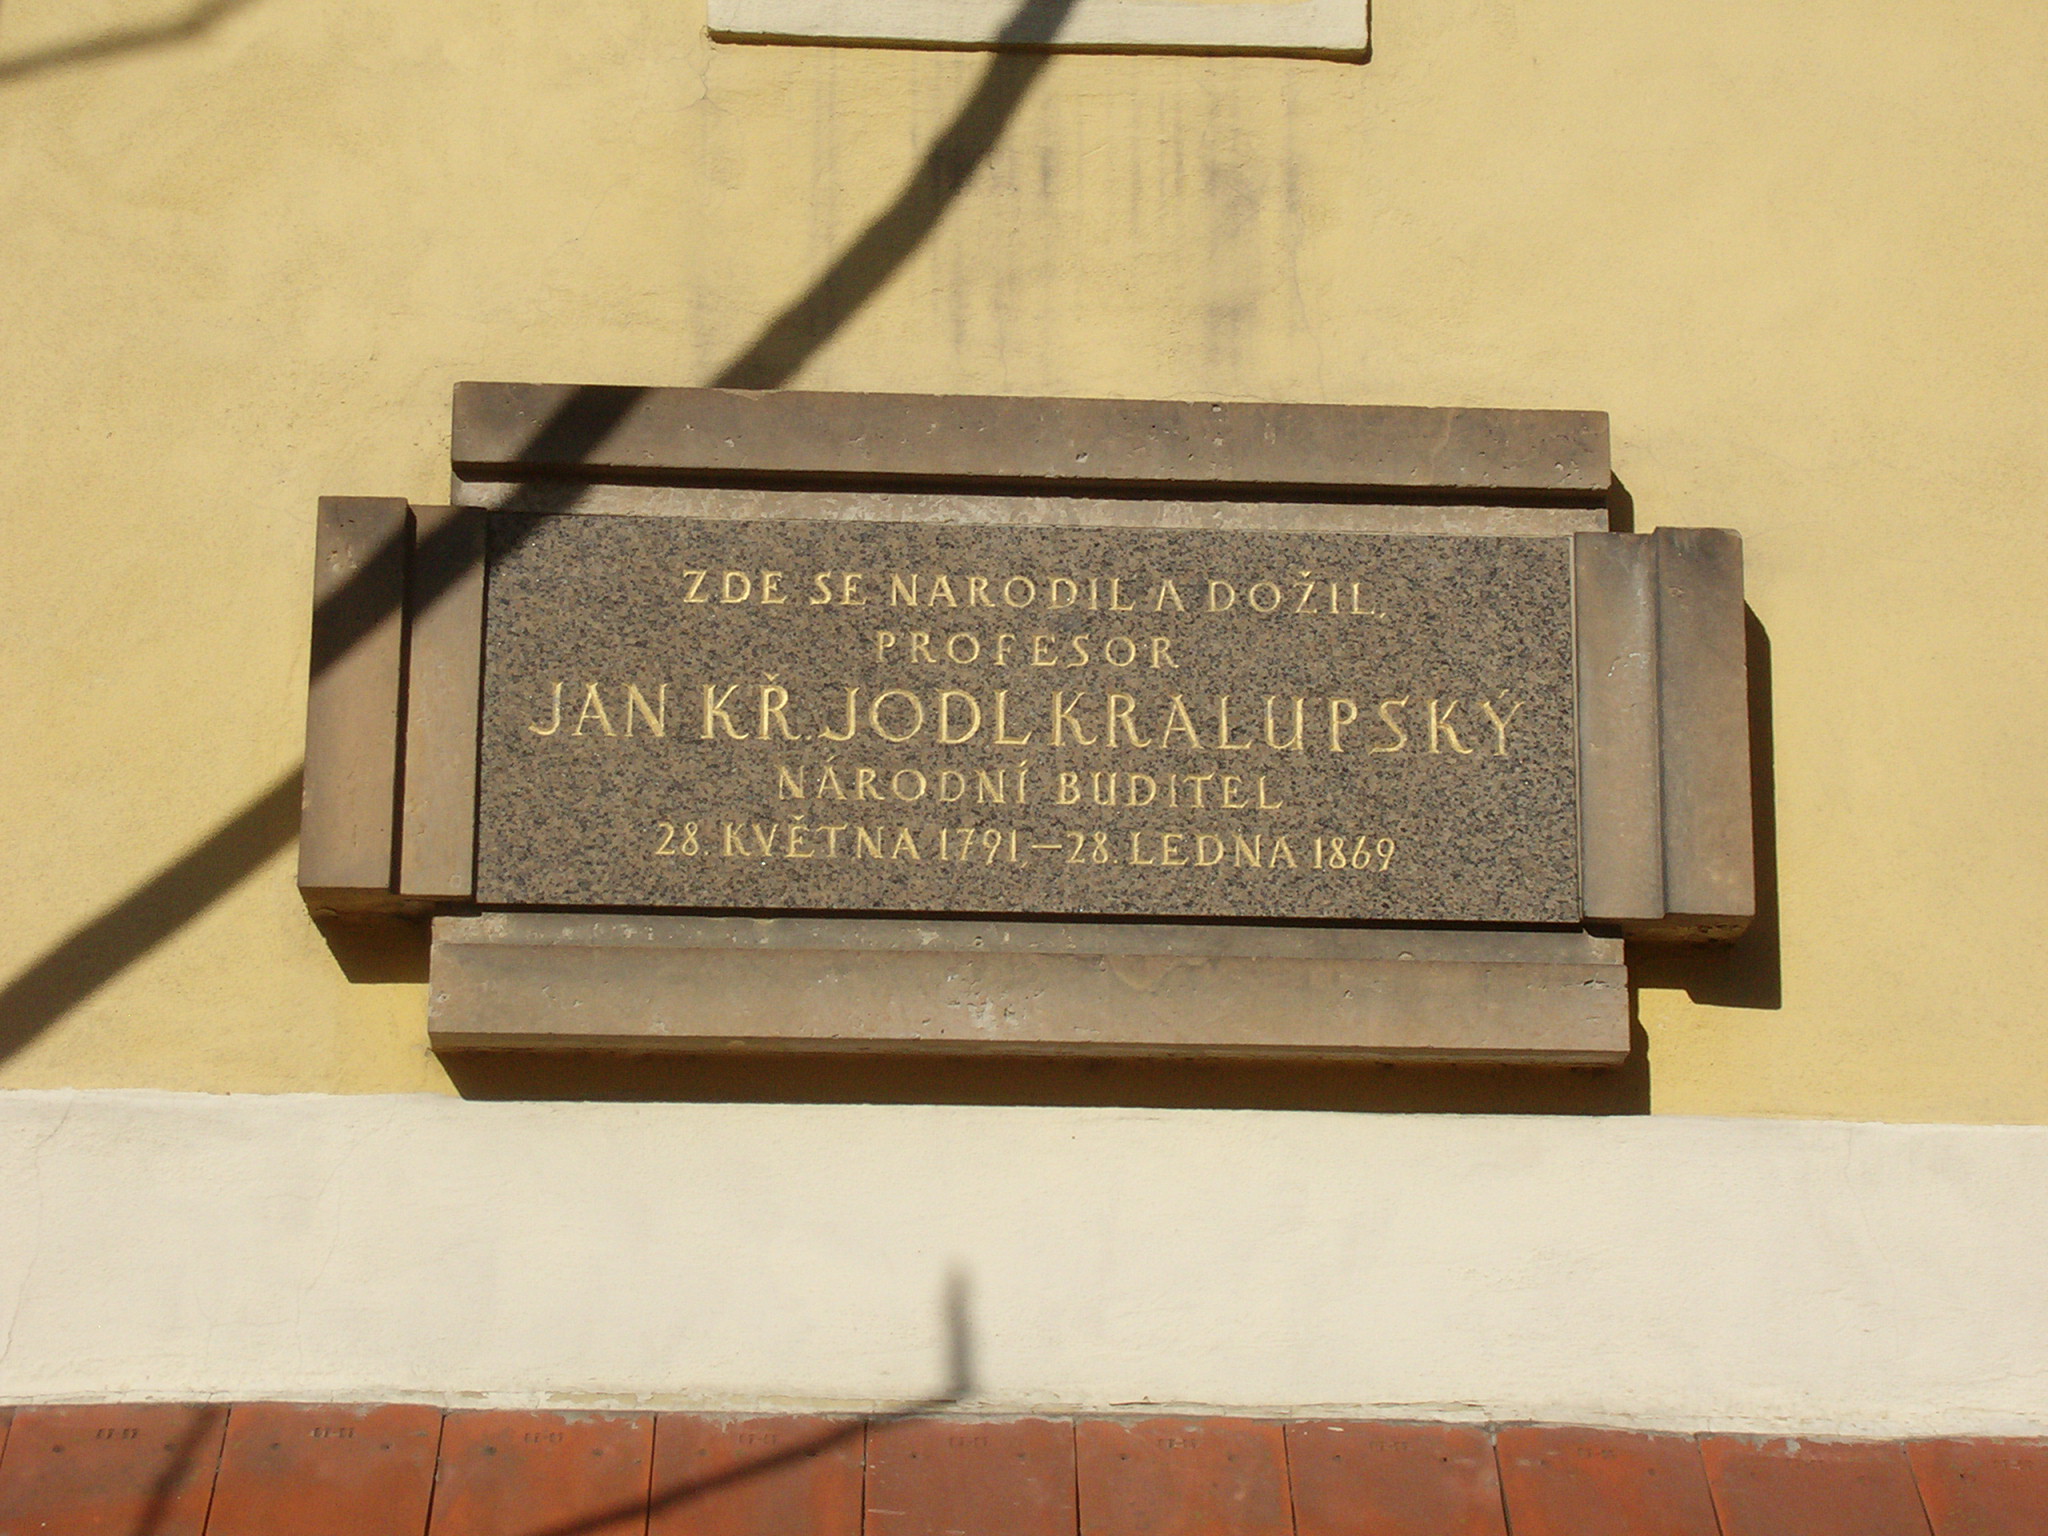 ZDE SE NARODIL A DOŽIL,
PROFESOR
JAN KŘ. JODL KRALUPSKÝ
NÁRODNÍ BUDITEL
28. KVĚTNA 1791, – 28. LEDNA 1869